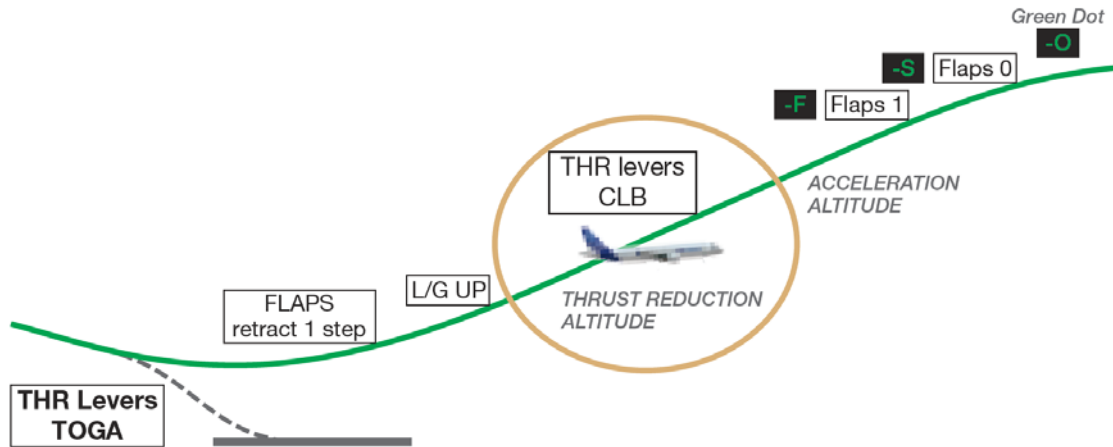 Green Dot
-O
-S
Flaps 0
-F
Flaps 1
THR levers
CLB
ACCELERATION
ALTITUDE
L/G UP
THRUST REDUCTION
ALTITUDE
FLAPS
retract 1 step
THR Levers
TOGA